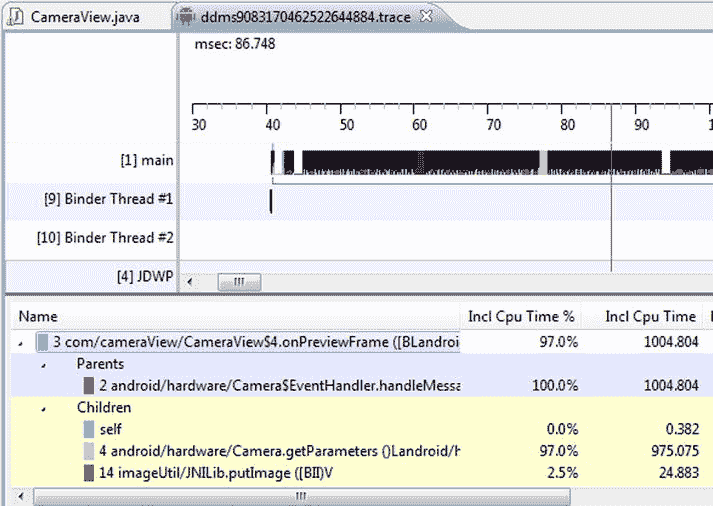 CameraView.java
ddms9083170462522644884.trace
msec: 86.748
30 40 50 60 70 80 90 1
[1] main
[9] Binder Thread #1
[10] Binder Thread #2
[4] JDWP
Name Incl Cpu Time % Incl Cpu Time
3 com/cameraView/CameraView$4.onPreviewFrame ([BLandroi 97.0% 1004.804
Parents
2 android/hardware/Camera$EventHandler.handleMessa 100.0% 1004.804
Children
self 0.0% 0.382
4 android/hardware/Camera.getParameters ()Landroid/h 97.0% 975.075
14 imageUtil/JNILib.putImage ([BII)V 2.5% 24.883